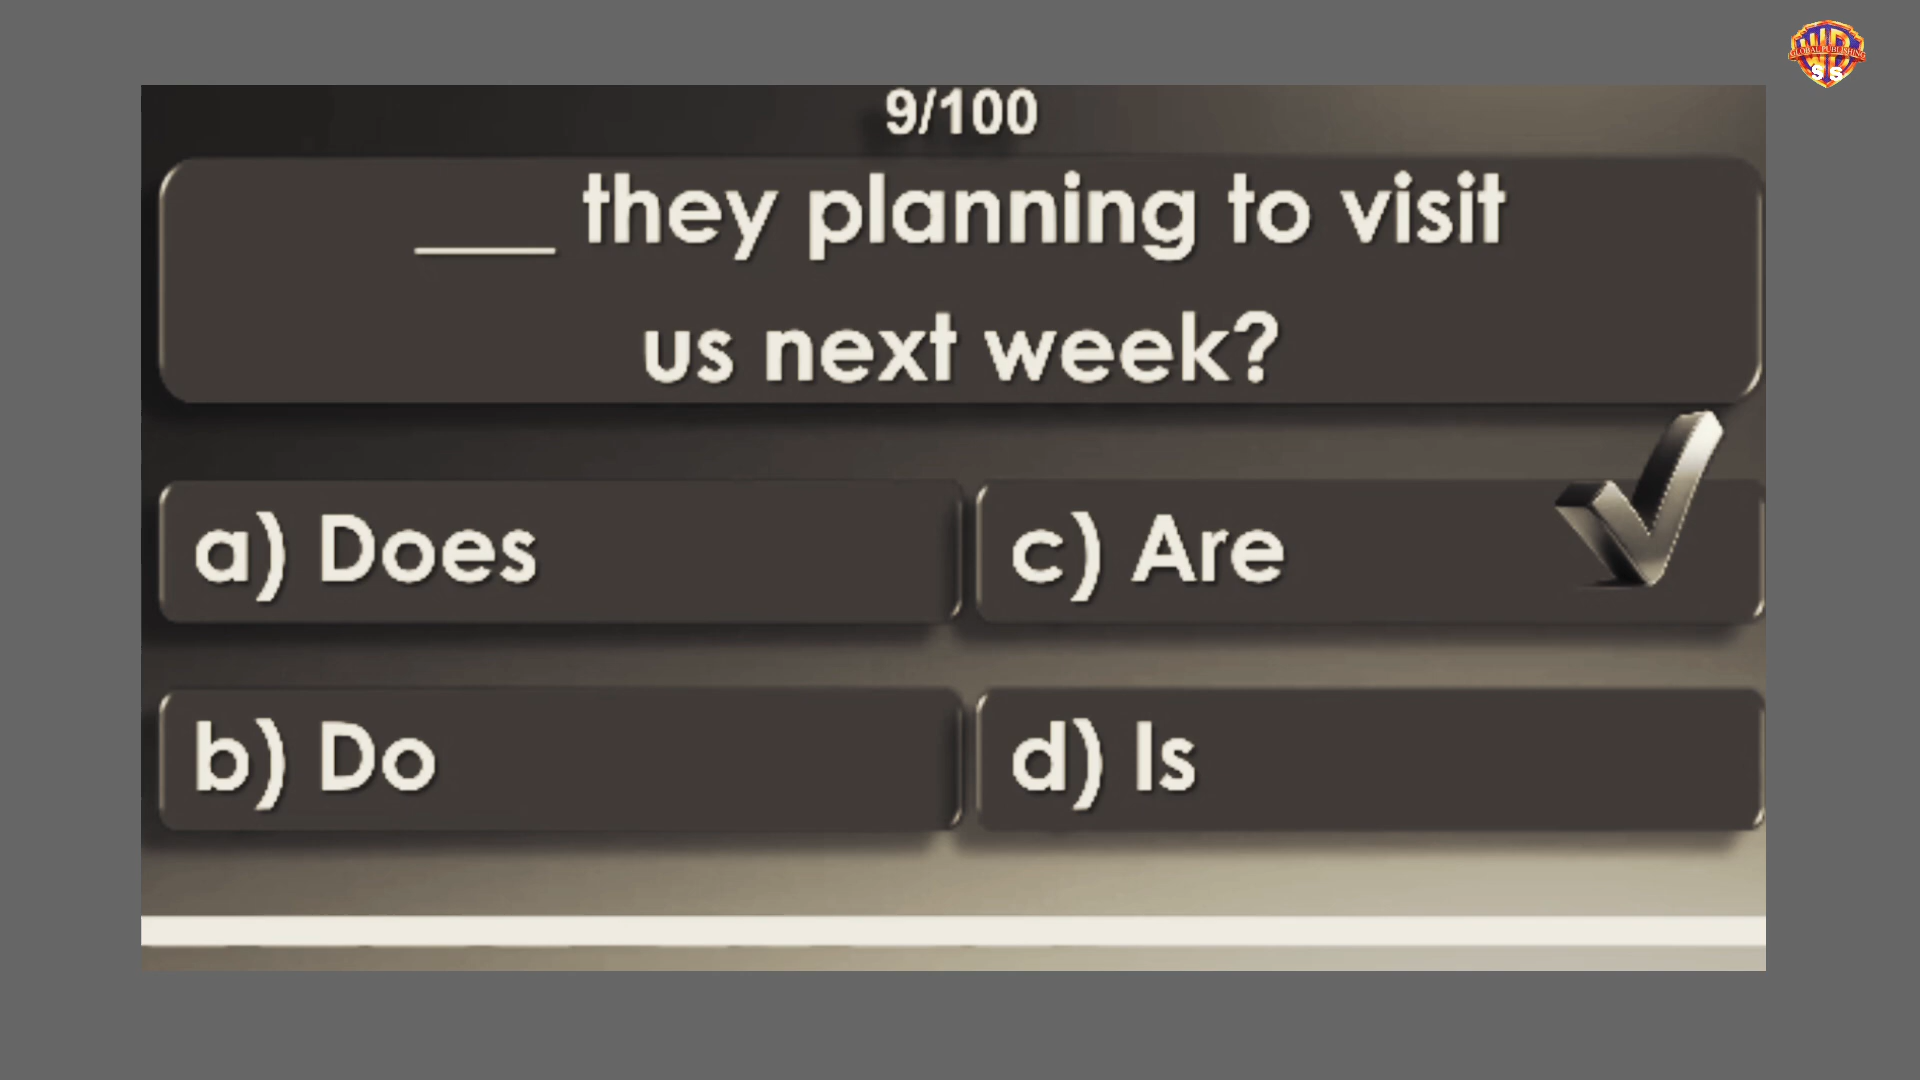 9/100
___ they planning to visit
us next week?
a) Does
c) Are
b) Do
d) Is